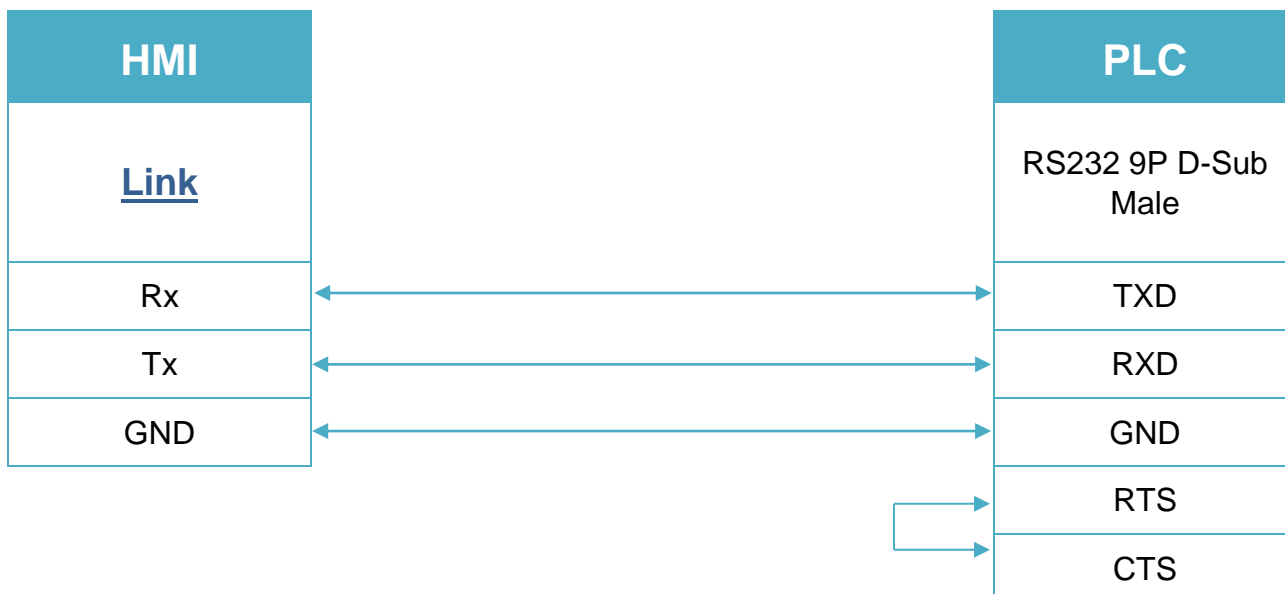 HMI
PLC
Link
RS232 9P D-Sub
Male
Rx
TXD
Tx
RXD
GND
GND
RTS
CTS